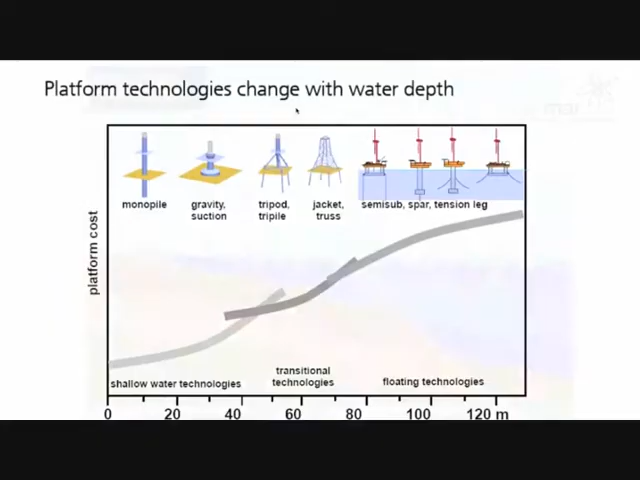 Platform technologies change with water depth
monopile
gravity,
suction
tripod,
tripile
jacket,
truss
semisub, spar, tension leg
platform cost
shallow water technologies
transitional
technologies
floating technologies
0 20 40 60 80 100 120 m